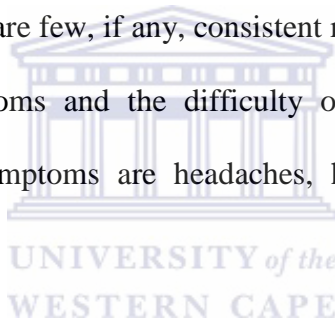 are few, if any, consistent
oms and the difficulty o
mptoms are headaches,
UNIVERSITY of the
WESTERN CAPE